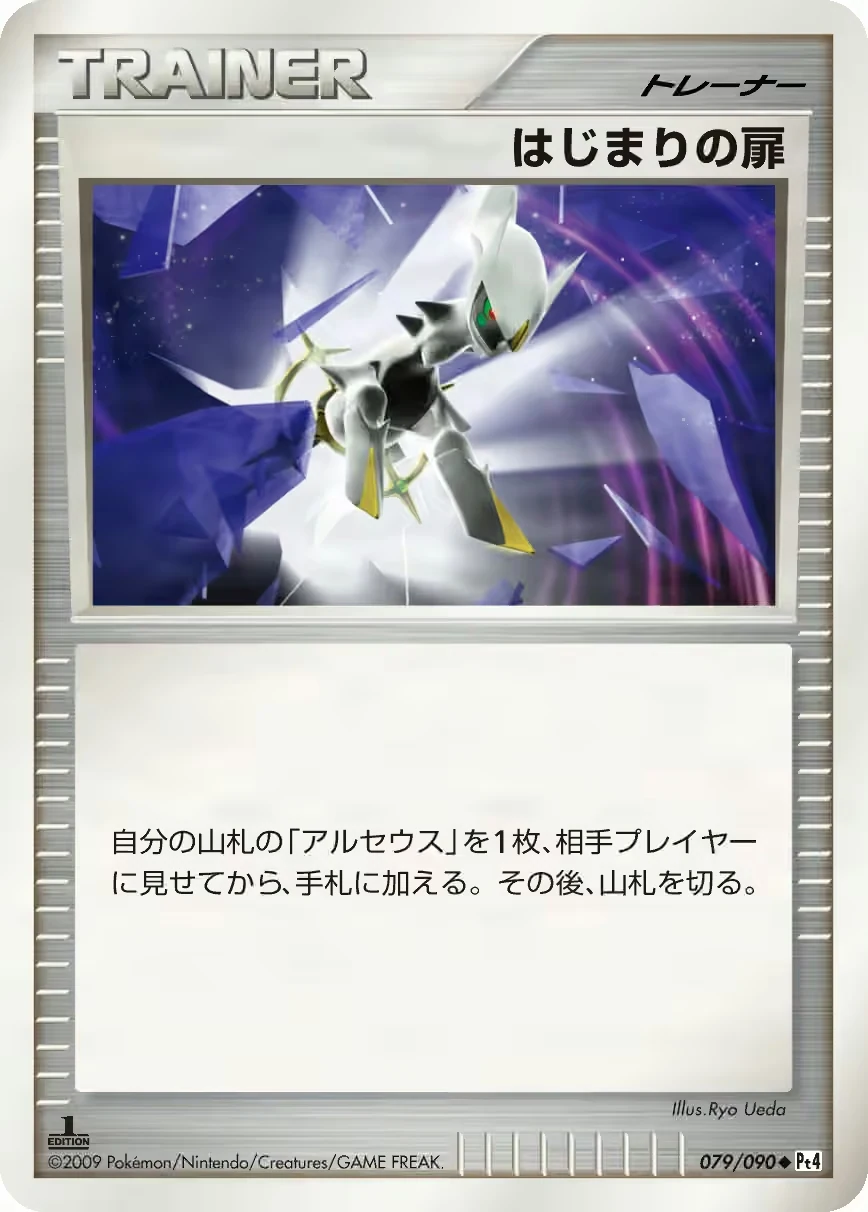 TRAINER
トレーナー
はじまりの扉
自分の山札の「アルセウス」を1枚、相手プレイヤー
に見せてから、手札に加える。その後、山札を切る。
Illus.Ryo Ueda
1
EDITION
©2009 Pokémon/Nintendo/Creatures/GAME FREAK.
079/090 ◆ Pt4